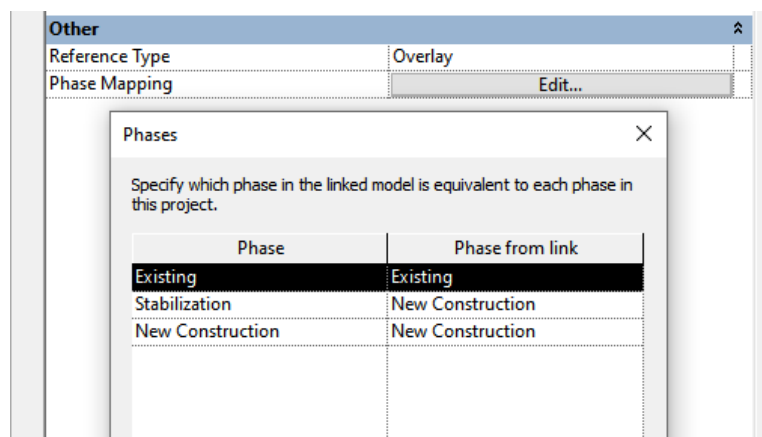 Other
Reference Type Overlay
Phase Mapping Edit...
Phases
Specify which phase in the linked model is equivalent to each phase in
this project.
Phase Phase from link
Existing Existing
Stabilization New Construction
New Construction New Construction